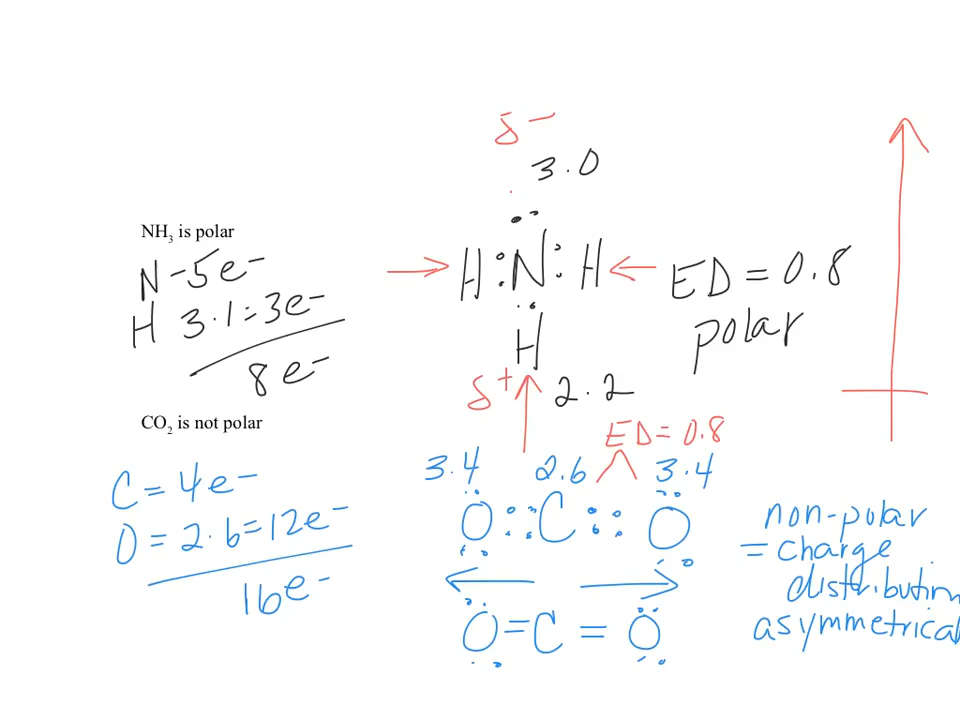 δ-
3.0
NH₃ is polar
N-5e-
H 3.1=3e-
8e-
H:N:H
H
ED=0.8
polar
δ+
2.2
CO₂ is not polar
ED=0.8
C=4e-
O=2.6=12e-
16e-
3.4 2.6 3.4
O::C::O
O=C=O
non-polar
=charge
distribution
asymmetrical